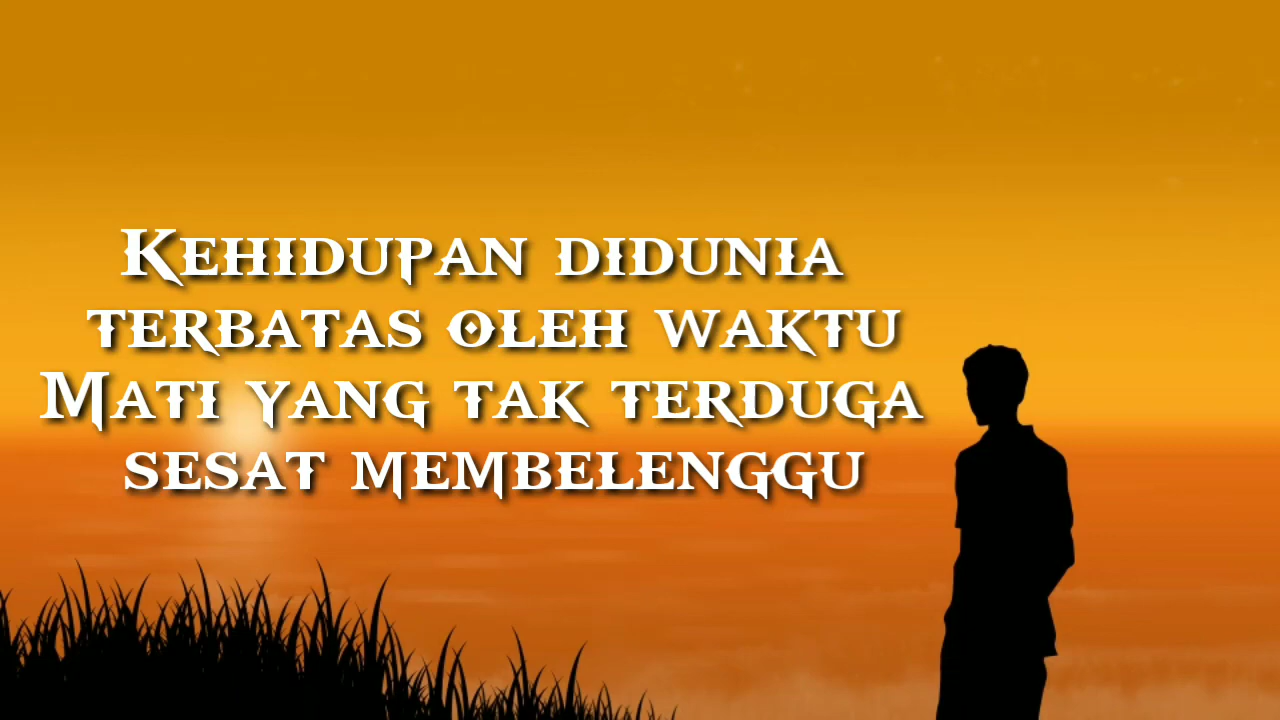 Kehidupan didunia
terbatas oleh waktu
Mati yang tak terduga
sesat membelenggu